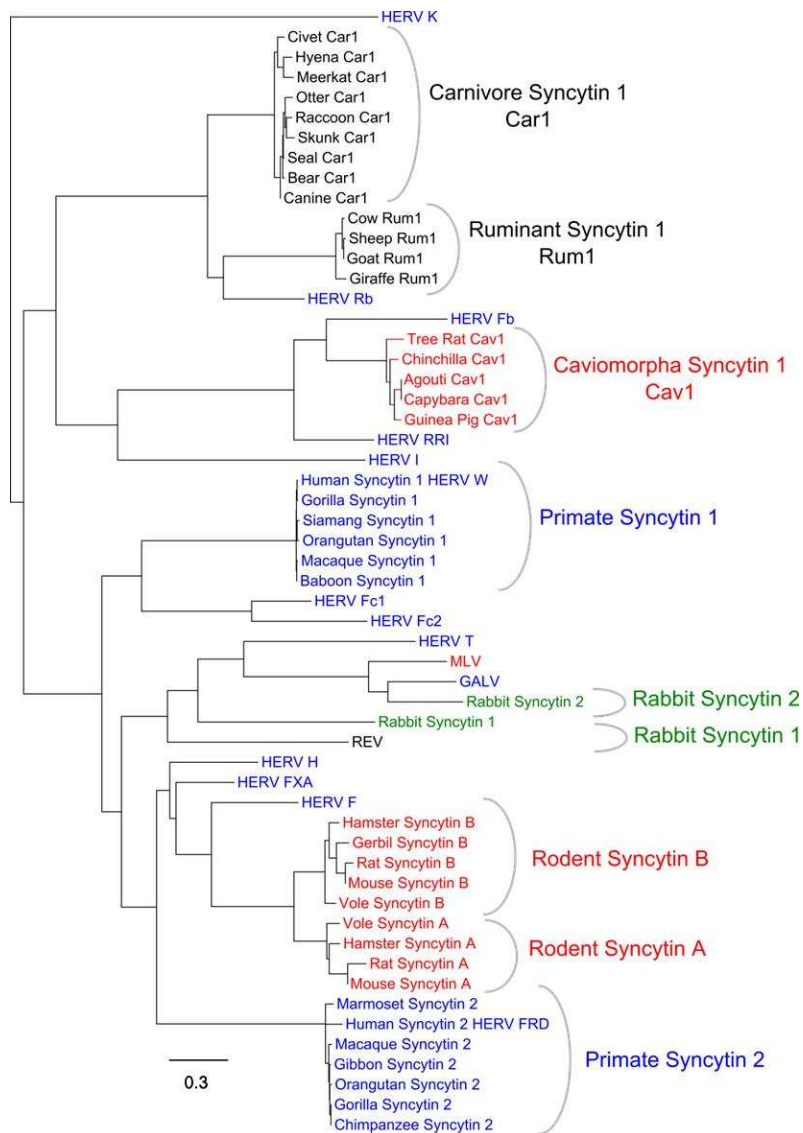 HERV K
Civet Car1
Hyena Car1
Meerkat Car1
Otter Car1
Raccoon Car1
Skunk Car1
Seal Car1
Bear Car1
Canine Car1
Carnivore Syncytin 1
Car1
Cow Rum1
Sheep Rum1
Goat Rum1
Giraffe Rum1
Ruminant Syncytin 1
Rum1
HERV Rb
HERV Fb
Tree Rat Cav1
Chinchilla Cav1
Agouti Cav1
Capybara Cav1
Guinea Pig Cav1
Caviomorpha Syncytin 1
Cav1
HERV RRI
HERV I
Human Syncytin 1 HERV W
Gorilla Syncytin 1
Siamang Syncytin 1
Orangutan Syncytin 1
Macaque Syncytin 1
Baboon Syncytin 1
Primate Syncytin 1
HERV Fc1
HERV Fc2
HERV T
MLV
GALV
Rabbit Syncytin 2
Rabbit Syncytin 2
Rabbit Syncytin 1
Rabbit Syncytin 1
REV
HERV H
HERV FXA
HERV F
Hamster Syncytin B
Gerbil Syncytin B
Rat Syncytin B
Mouse Syncytin B
Vole Syncytin B
Rodent Syncytin B
Vole Syncytin A
Hamster Syncytin A
Rat Syncytin A
Mouse Syncytin A
Rodent Syncytin A
Marmoset Syncytin 2
Human Syncytin 2 HERV FRD
Macaque Syncytin 2
Gibbon Syncytin 2
Orangutan Syncytin 2
Gorilla Syncytin 2
Chimpanzee Syncytin 2
Primate Syncytin 2
0.3